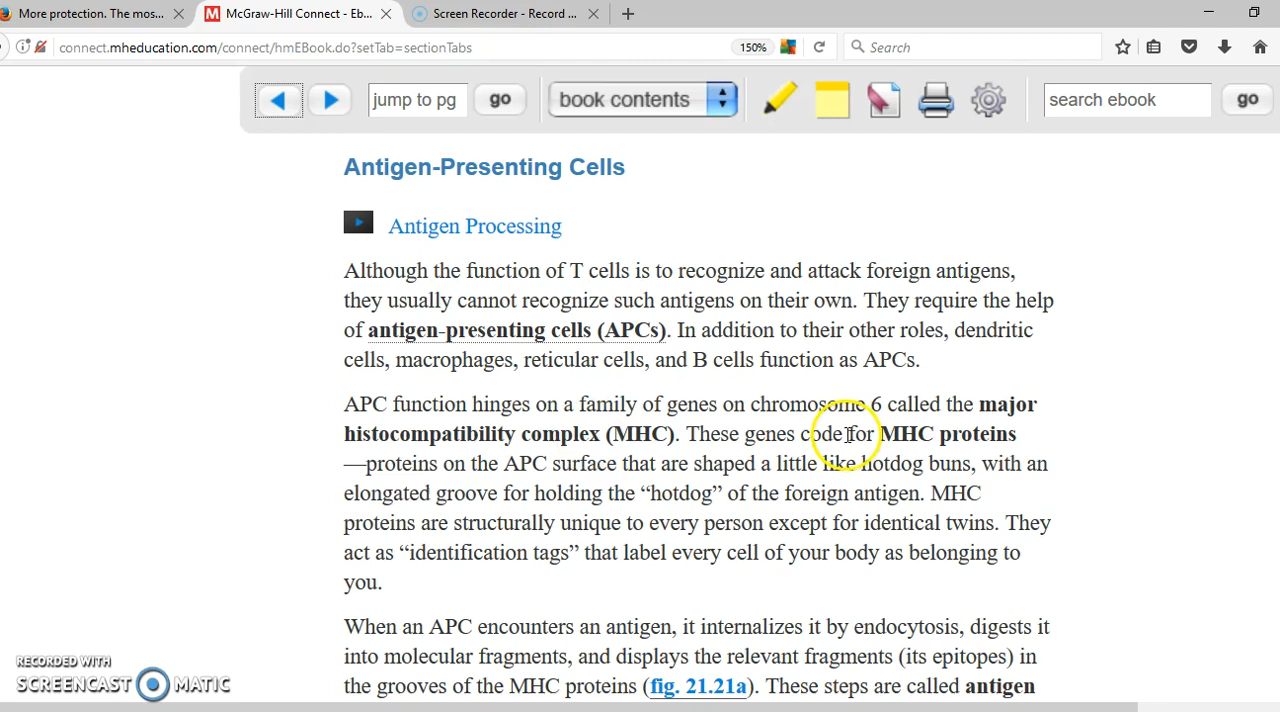 More protection. The mos...
McGraw-Hill Connect - Eb...
Screen Recorder - Record ...
connect.mheducation.com/connect/hmEBook.do?setTab=sectionTabs
150%
Search
jump to pg
go
book contents
search ebook
go
Antigen-Presenting Cells
Antigen Processing
Although the function of T cells is to recognize and attack foreign antigens,
they usually cannot recognize such antigens on their own. They require the help
of antigen-presenting cells (APCs). In addition to their other roles, dendritic
cells, macrophages, reticular cells, and B cells function as APCs.
APC function hinges on a family of genes on chromosome 6 called the major
histocompatibility complex (MHC). These genes code for MHC proteins
—proteins on the APC surface that are shaped a little like hotdog buns, with an
elongated groove for holding the “hotdog” of the foreign antigen. MHC
proteins are structurally unique to every person except for identical twins. They
act as “identification tags” that label every cell of your body as belonging to
you.
When an APC encounters an antigen, it internalizes it by endocytosis, digests it
into molecular fragments, and displays the relevant fragments (its epitopes) in
the grooves of the MHC proteins (fig. 21.21a). These steps are called antigen
RECORDED WITH
SCREENCAST MATIC